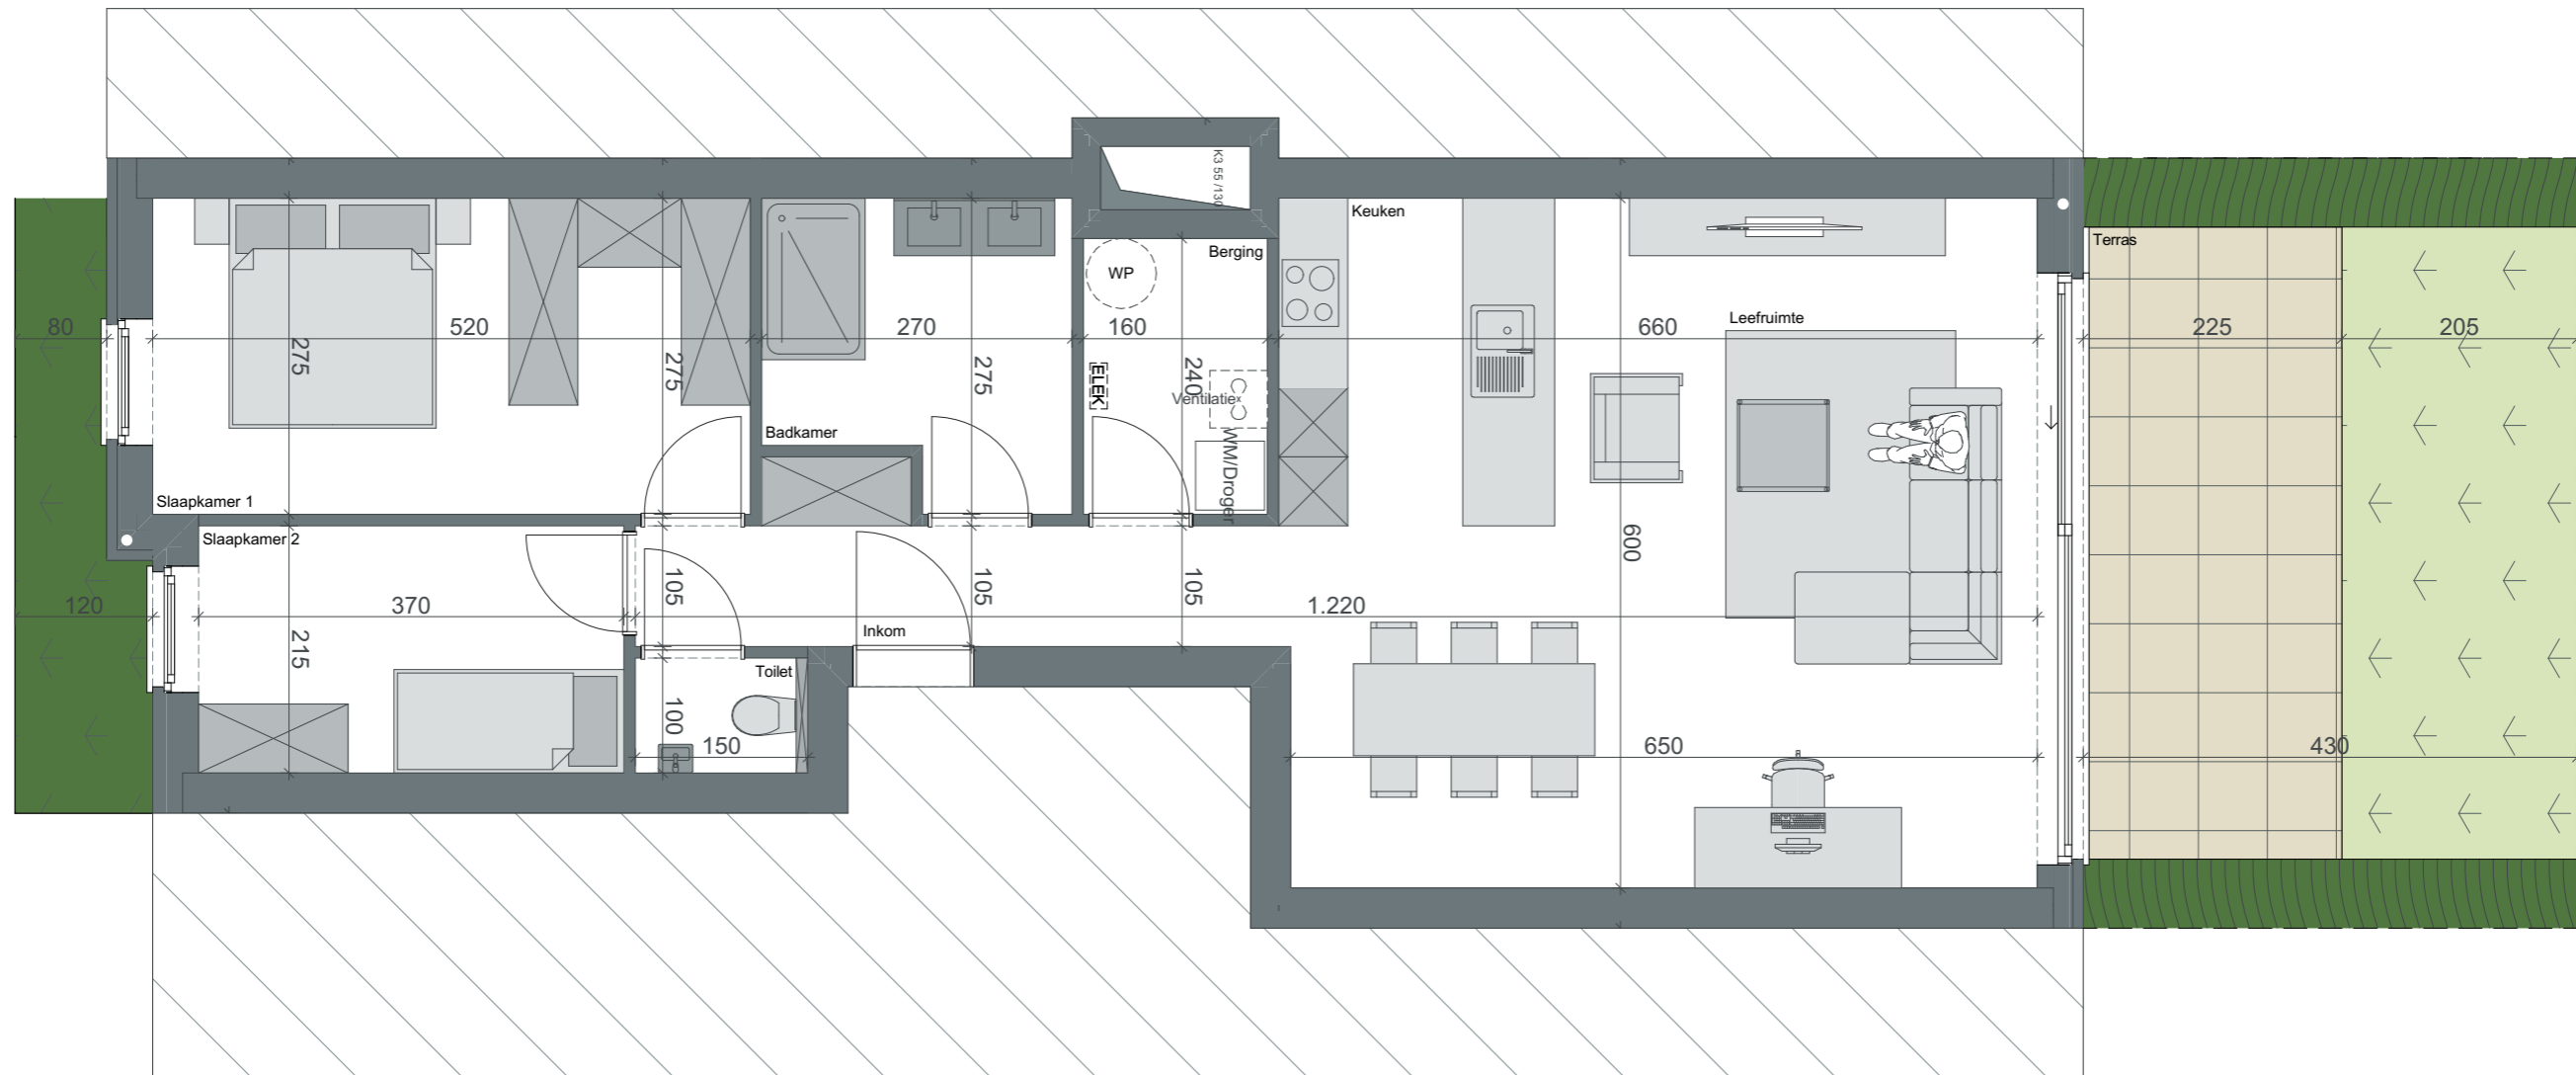 K3 55 /130
Keuken
Berging
WP
Terras
80
520
270
160
660
Leefruimte
225
205
275
275
275
240
ELEK
Ventilatie
WM/Droger
Badkamer
Slaapkamer 1
Slaapkamer 2
600
105
105
105
120
370
1.220
Inkom
215
Toilet
100
150
650
430